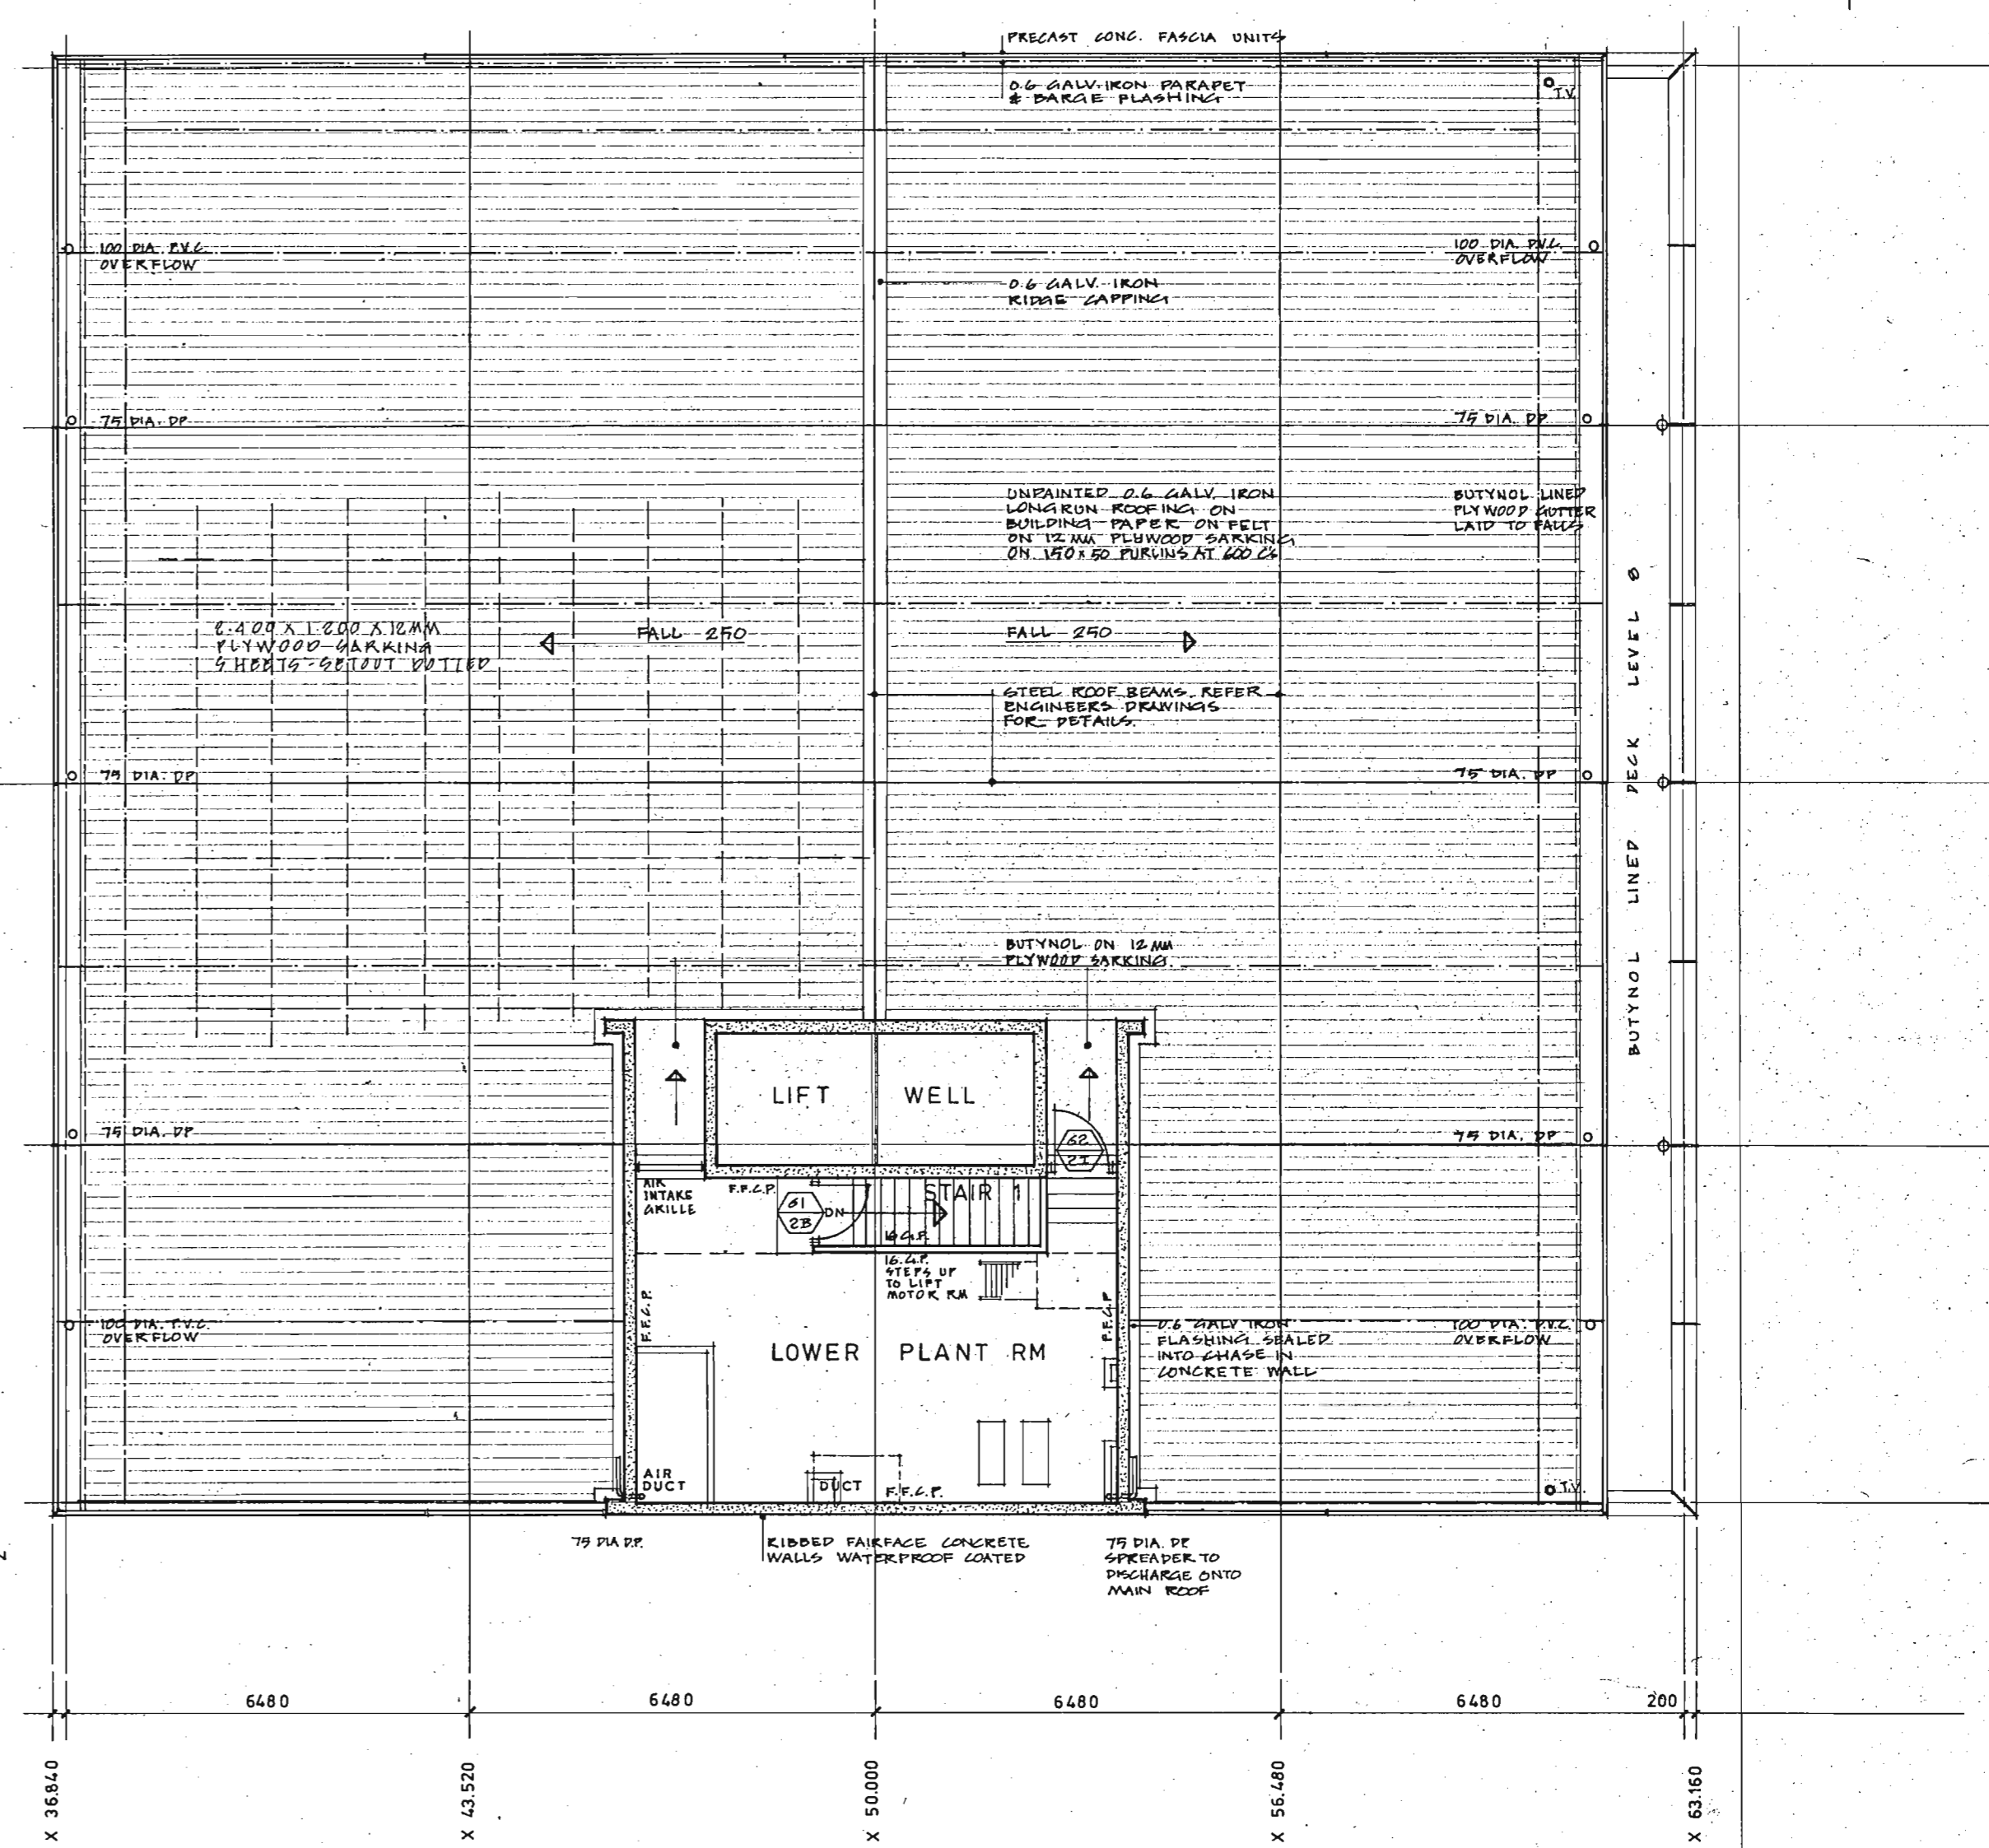 PRECAST CONC. FASCIA UNITS
0.6 GALV. IRON PARAPET
& BARGE FLASHING
T.V.
100 DIA. P.V.C.
OVERFLOW
100 DIA. P.V.C.
OVERFLOW
0.6 GALV. IRON
RIDGE CAPPING
75 DIA. DP
75 DIA. DP
UNPAINTED 0.6 GALV. IRON
LONGRUN ROOFING ON
BUILDING PAPER ON FELT
ON 12 MM PLYWOOD SARKING
ON 150 x 50 PURLINS AT 600 C/s
BUTYNOL LINED
PLYWOOD GUTTER
LAID TO FALLS
2.400 X 1.200 X 12MM
PLYWOOD SARKING
SHEETS - SETOUT DOTTED
FALL 250
FALL 250
STEEL ROOF BEAMS. REFER
ENGINEERS DRAWINGS
FOR DETAILS.
BUTYNOL LINED DECK LEVEL 8
75 DIA. DP
75 DIA. DP
BUTYNOL ON 12 MM
PLYWOOD SARKING
LIFT WELL
75 DIA. DP
75 DIA. DP
62
2I
AIR
INTAKE
GRILLE
F.F.C.P.
61
2B
DN
STAIR 1
16.G.P.
16.G.P.
STEPS UP
TO LIFT
MOTOR RM
F.F.C.P.
F.F.C.P
100 DIA. P.V.C.
OVERFLOW
LOWER PLANT RM
0.6 GALV IRON
FLASHING SEALED
INTO CHASE IN
CONCRETE WALL
100 DIA. P.V.C.
OVERFLOW
AIR
DUCT
DUCT
F.F.C.P.
T.V.
75 DIA D.P.
RIBBED FAIRFACE CONCRETE
WALLS WATERPROOF COATED
75 DIA. DP
SPREADER TO
DISCHARGE ONTO
MAIN ROOF
6480
6480
6480
6480
200
X 36.840
X 43.520
X 50.000
X 56.480
X 63.160